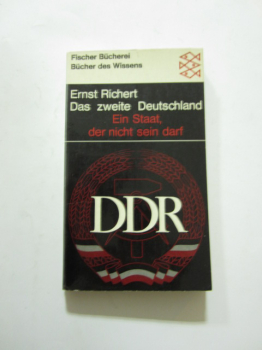 Fischer Bücherei
Bücher des Wissens
Ernst Richert
Das zweite Deutschland
Ein Staat,
der nicht sein darf
DDR